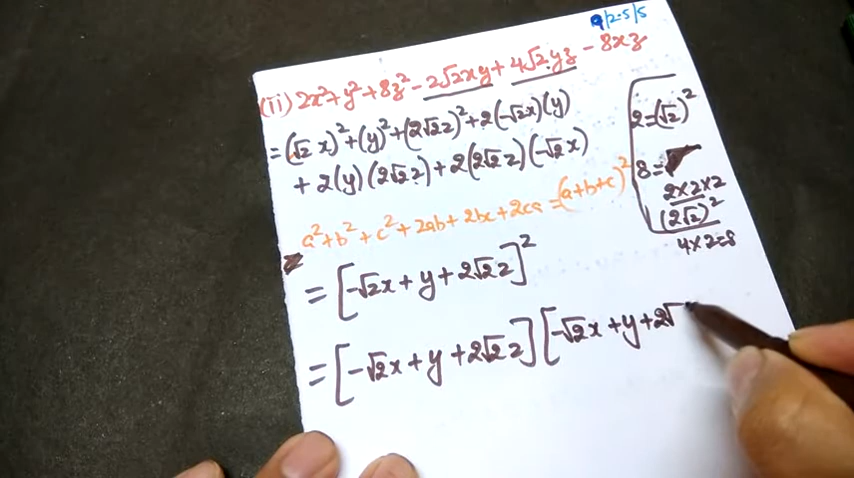 9/2·5/5
(ii) 2x²+y²+8z²-2√2xy+4√2yz-8xz
=(√2x)²+(y)²+(2√2z)²+2(-√2x)(y)
+2(y)(2√2z)+2(2√2z)(-√2x)
a²+b²+c²+2ab+2bc+2ca=(a+b+c)²
=[-√2x+y+2√2z]²
=[-√2x+y+2√2z][-√2x+y+2√
2=(√2)²
8=
2×2×2
(2√2)²
4×2=8